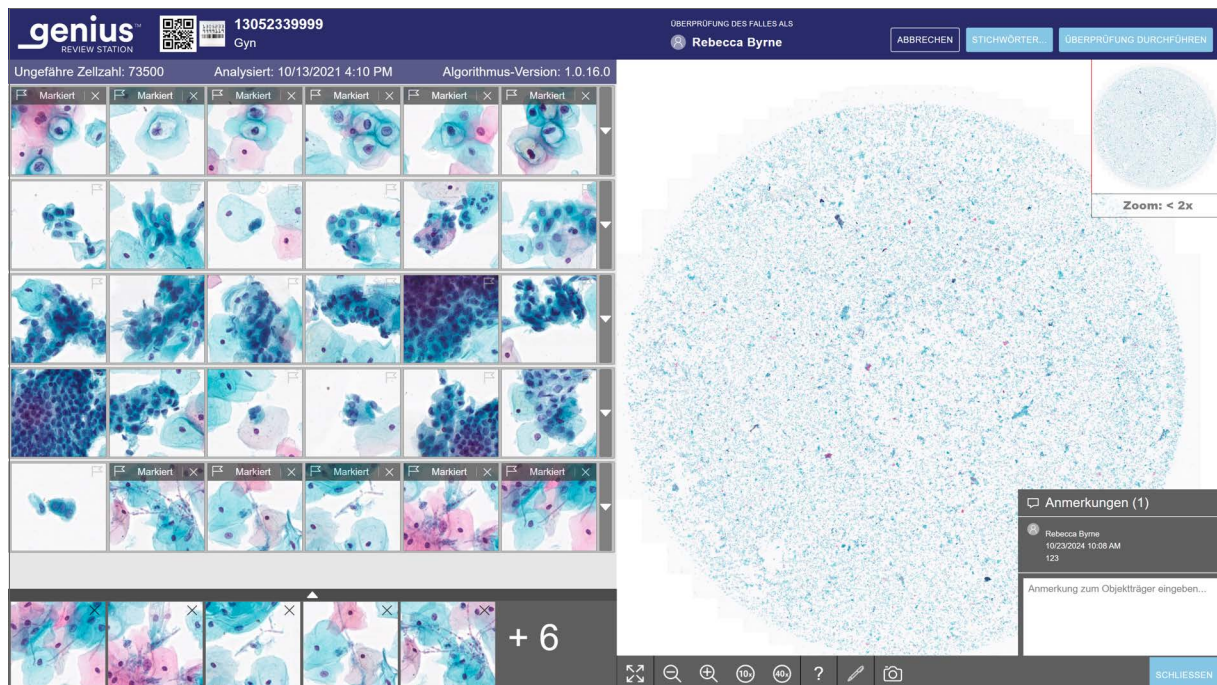 genius™
REVIEW STATION
13052339999
Gyn
ÜBERPRÜFUNG DES FALLES ALS
Rebecca Byrne
ABBRECHEN
STICHWÖRTER...
ÜBERPRÜFUNG DURCHFÜHREN
Ungefähre Zellzahl: 73500
Analysiert: 10/13/2021 4:10 PM
Algorithmus-Version: 1.0.16.0
Markiert
Markiert
Markiert
Markiert
Markiert
Markiert
Zoom: < 2x
Markiert
Markiert
Markiert
Markiert
Markiert
Anmerkungen (1)
Rebecca Byrne
10/23/2024 10:08 AM
123
Anmerkung zum Objektträger eingeben...
+ 6
10x
40x
?
SCHLIESSEN